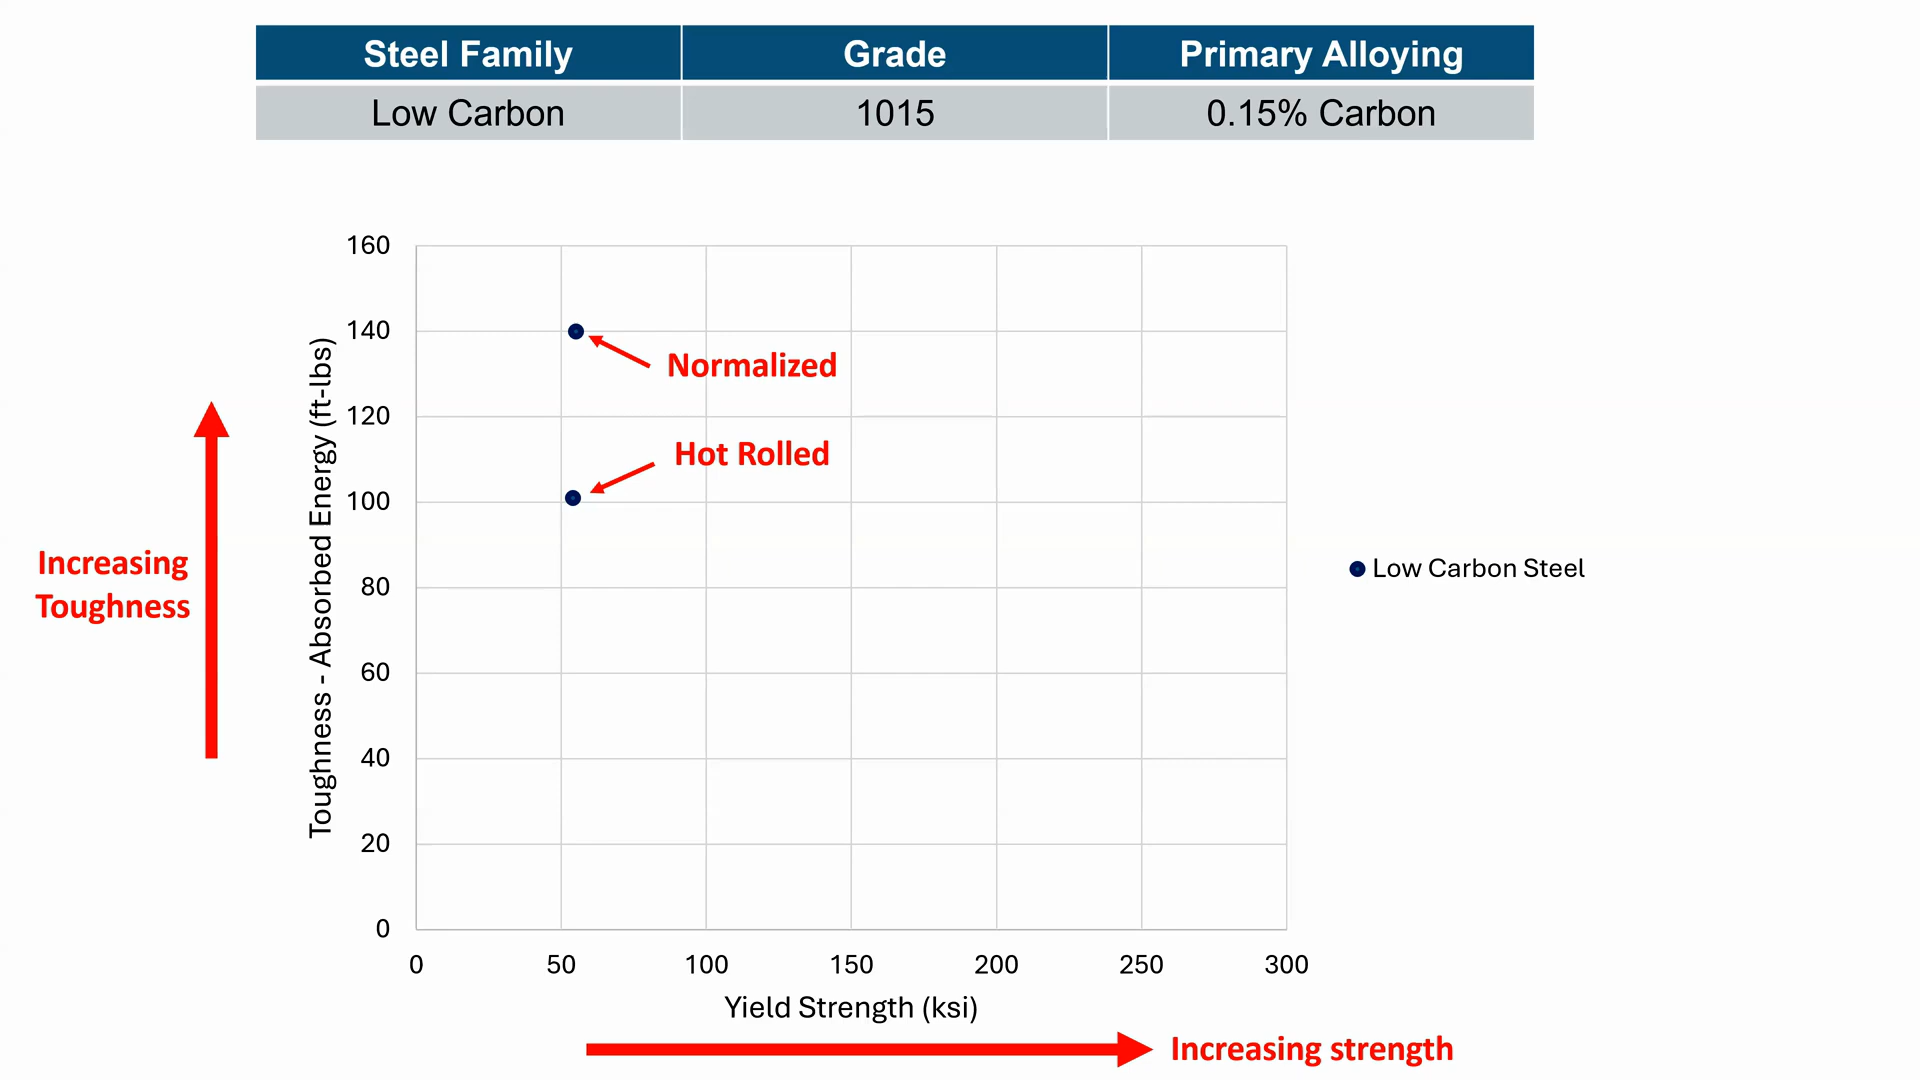 Steel Family Grade Primary Alloying
Low Carbon 1015 0.15% Carbon
160
140
120
100
80
60
40
20
0
Toughness - Absorbed Energy (ft-lbs)
Increasing
Toughness
Normalized
Hot Rolled
Low Carbon Steel
0 50 100 150 200 250 300
Yield Strength (ksi)
Increasing strength